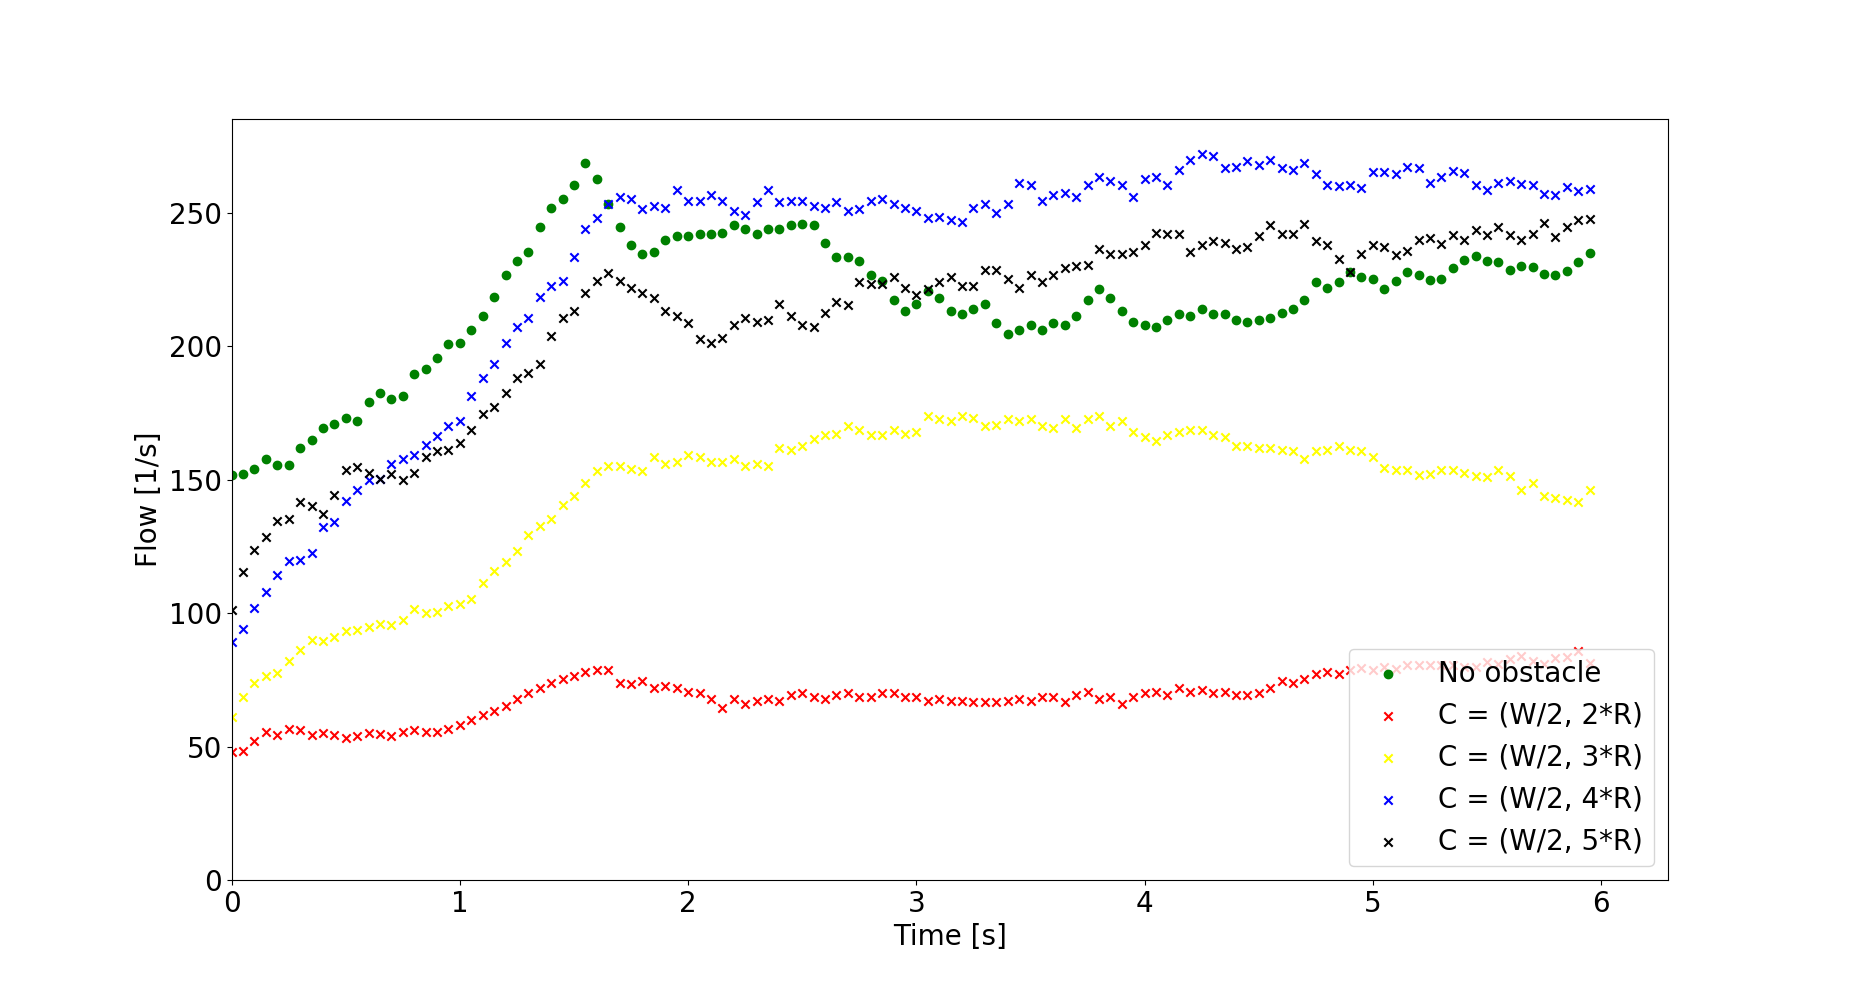 250
200
150
100
50
0
Flow [1/s]
0 1 2 3 4 5 6
Time [s]
No obstacle
C = (W/2, 2*R)
C = (W/2, 3*R)
C = (W/2, 4*R)
C = (W/2, 5*R)